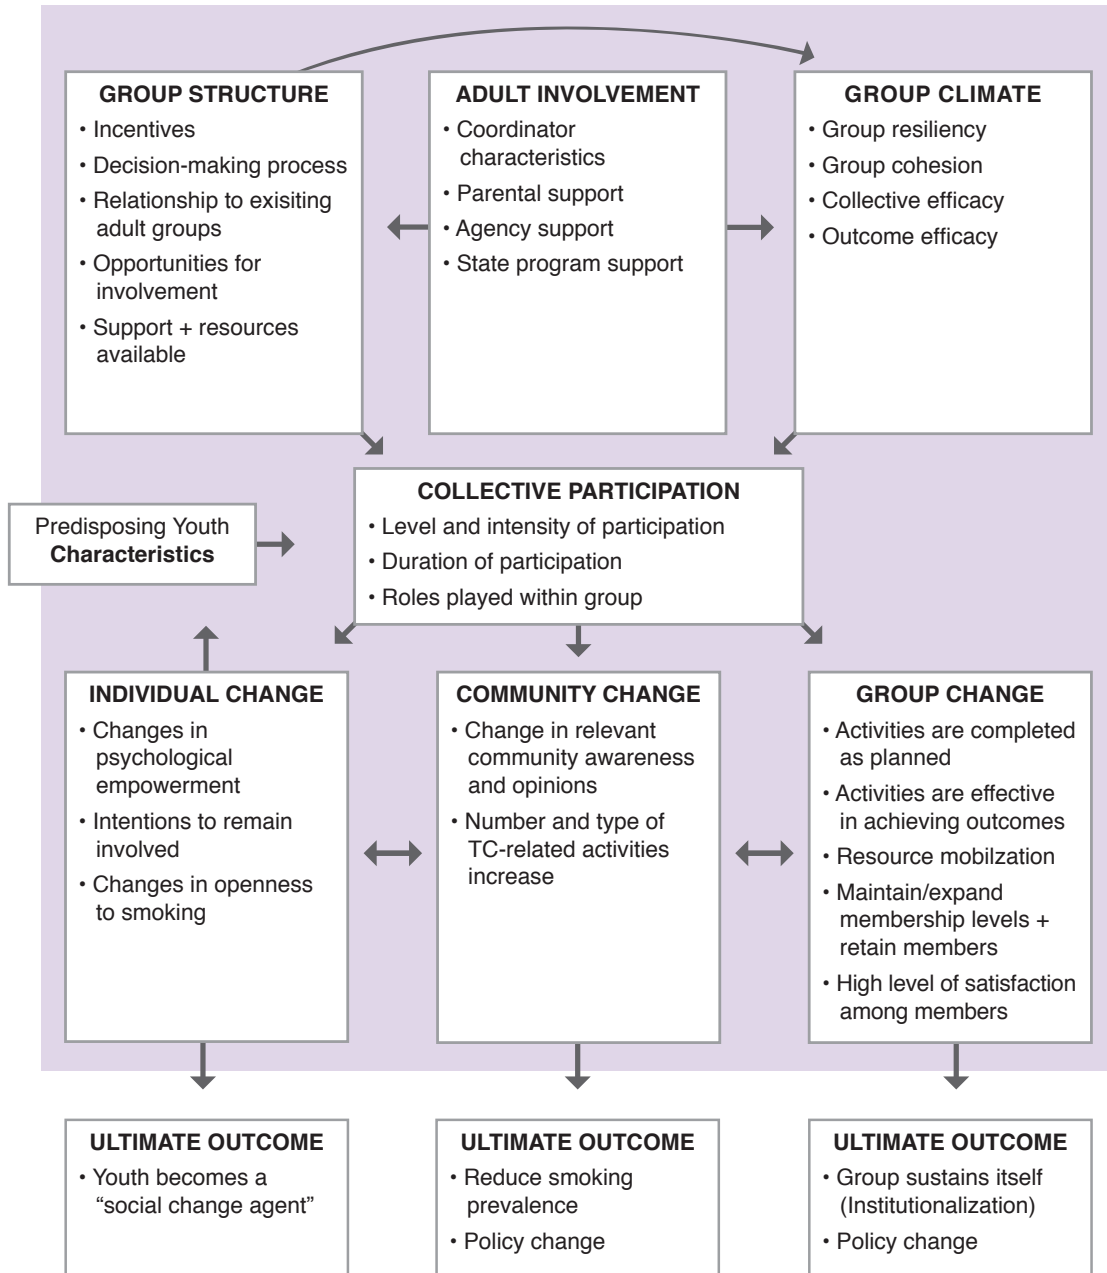 GROUP STRUCTURE
• Incentives
• Decision-making process
• Relationship to exisiting
adult groups
• Opportunities for
involvement
• Support + resources
available
ADULT INVOLVEMENT
• Coordinator
characteristics
• Parental support
• Agency support
• State program support
GROUP CLIMATE
• Group resiliency
• Group cohesion
• Collective efficacy
• Outcome efficacy
COLLECTIVE PARTICIPATION
• Level and intensity of participation
• Duration of participation
• Roles played within group
Predisposing Youth
Characteristics
INDIVIDUAL CHANGE
• Changes in
psychological
empowerment
• Intentions to remain
involved
• Changes in openness
to smoking
COMMUNITY CHANGE
• Change in relevant
community awareness
and opinions
• Number and type of
TC-related activities
increase
GROUP CHANGE
• Activities are completed
as planned
• Activities are effective
in achieving outcomes
• Resource mobilzation
• Maintain/expand
membership levels +
retain members
• High level of satisfaction
among members
ULTIMATE OUTCOME
• Youth becomes a
“social change agent”
ULTIMATE OUTCOME
• Reduce smoking
prevalence
• Policy change
ULTIMATE OUTCOME
• Group sustains itself
(Institutionalization)
• Policy change